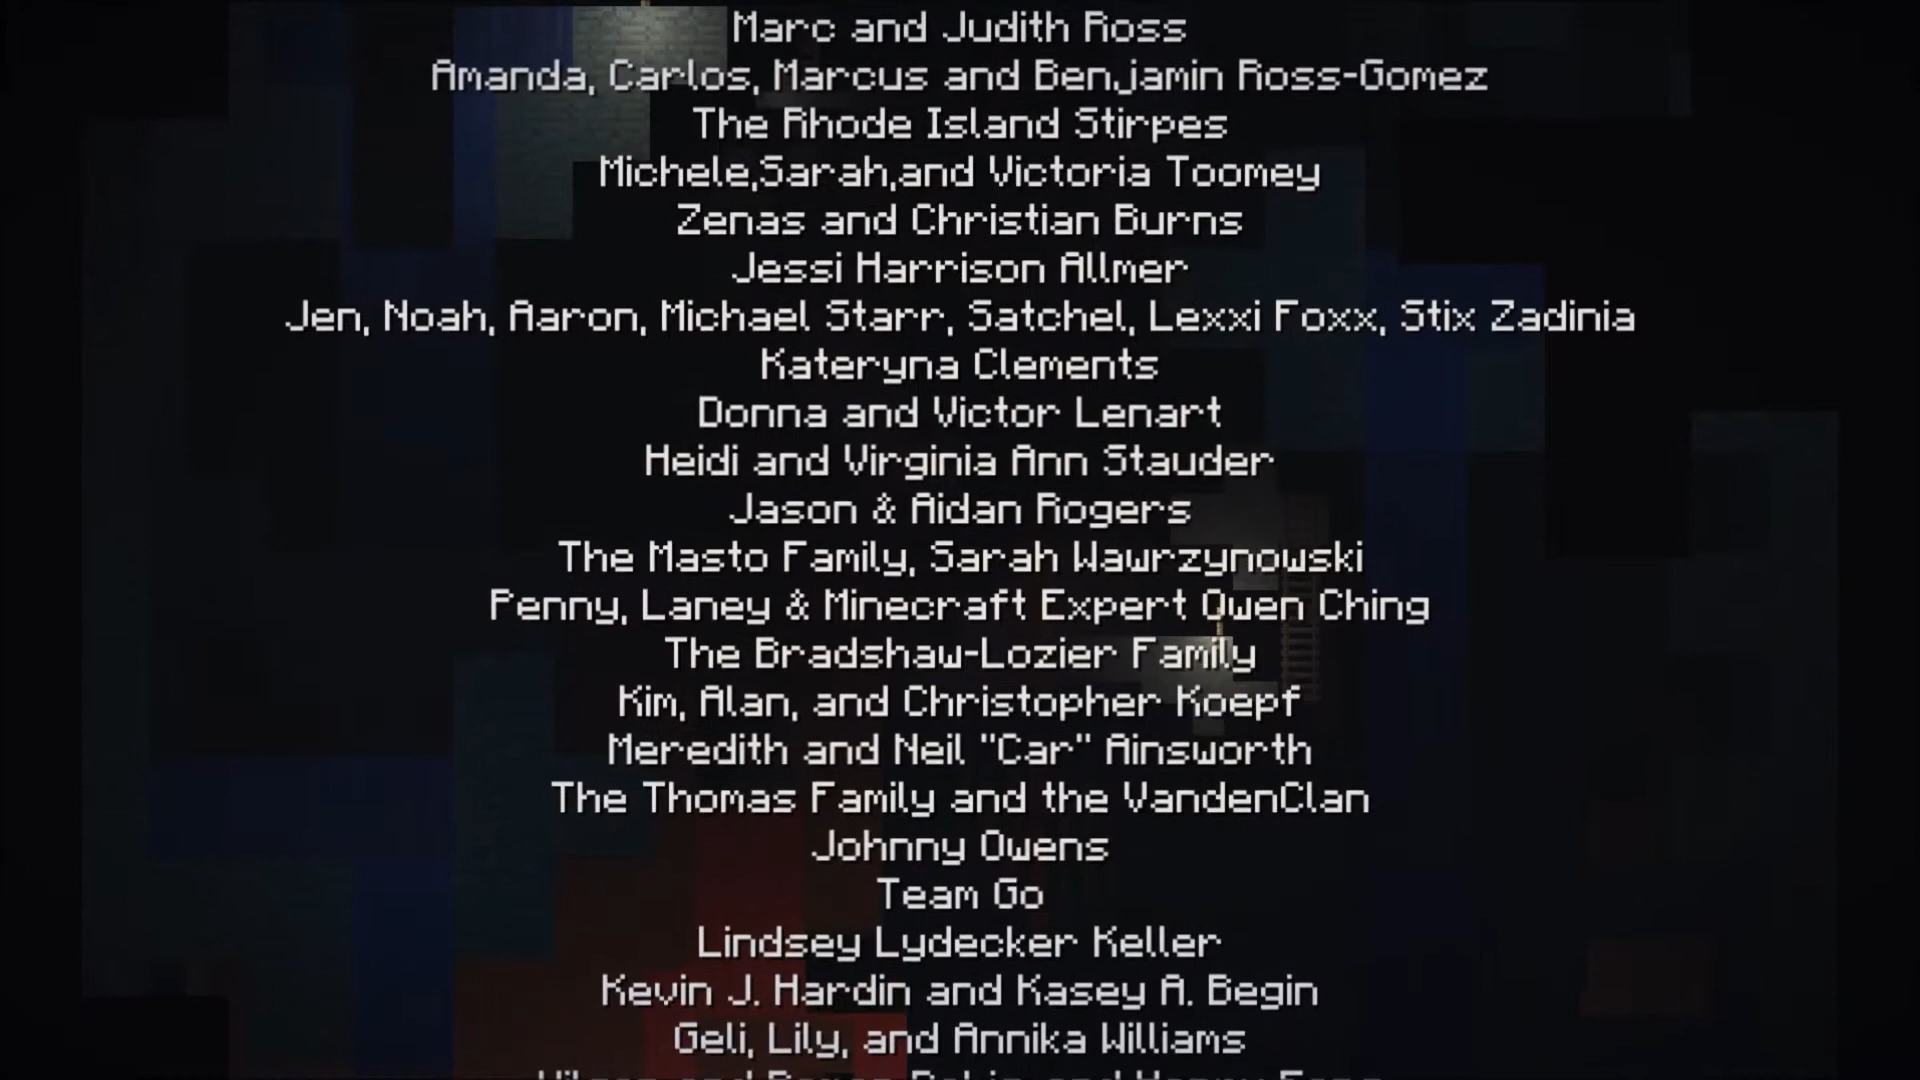 Marc and Judith Ross
Amanda, Carlos, Marcus and Benjamin Ross-Gomez
The Rhode Island Stirpes
Michele,Sarah,and Victoria Toomey
Zenas and Christian Burns
Jessi Harrison Allmer
Jen, Noah, Aaron, Michael Starr, Satchel, Lexxi Foxx, Stix Zadinia
Kateryna Clements
Donna and Victor Lenart
Heidi and Virginia Ann Stauder
Jason & Aidan Rogers
The Masto Family, Sarah Wawrzynowski
Penny, Laney & Minecraft Expert Owen Ching
The Bradshaw-Lozier Family
Kim, Alan, and Christopher Koepf
Meredith and Neil "Car" Ainsworth
The Thomas Family and the VandenClan
Johnny Owens
Team Go
Lindsey Lydecker Keller
Kevin J. Hardin and Kasey A. Begin
Geli, Lily, and Annika Williams